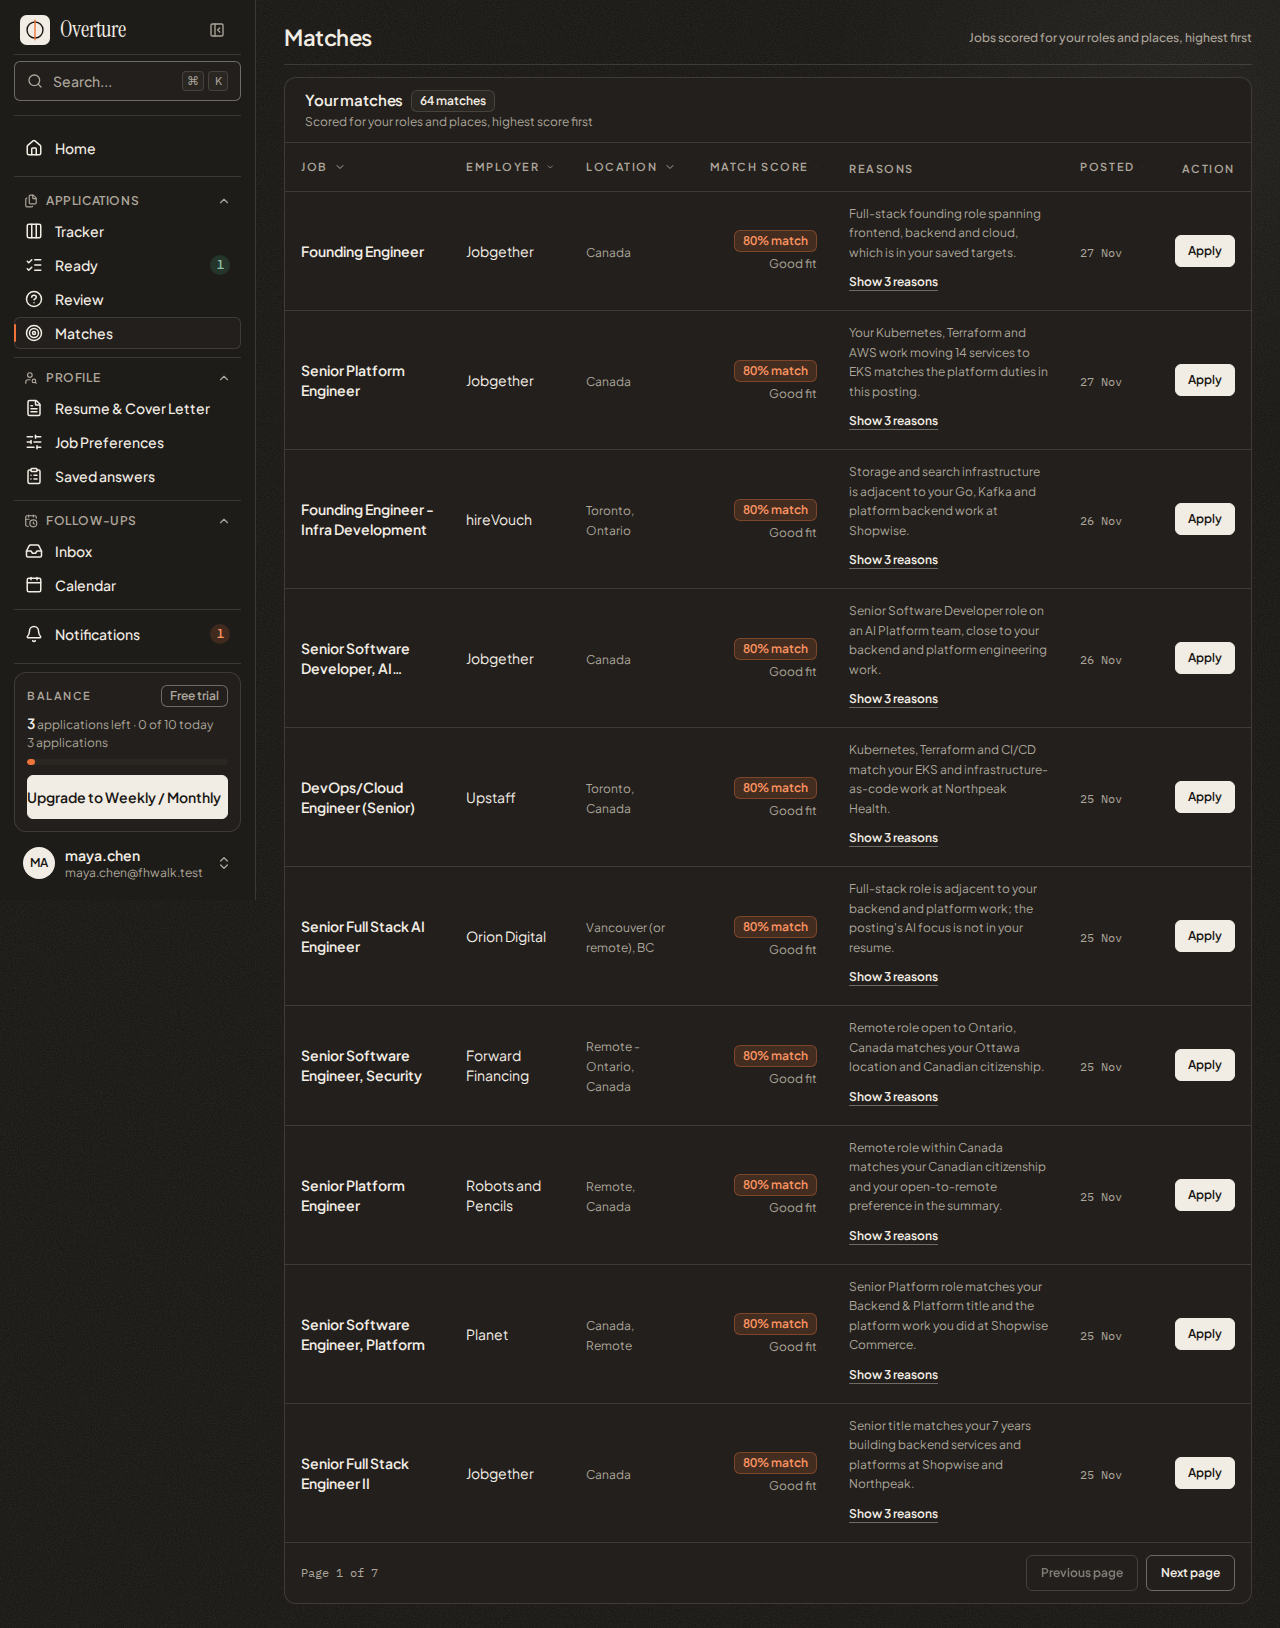 Overture
Search...
⌘ K
Home
APPLICATIONS
Tracker
Ready 1
Review
Matches
PROFILE
Resume & Cover Letter
Job Preferences
Saved answers
FOLLOW-UPS
Inbox
Calendar
Notifications 1
BALANCE Free trial
3 applications left · 0 of 10 today
3 applications
Upgrade to Weekly / Monthly
MA
maya.chen
maya.chen@fhwalk.test
Matches
Jobs scored for your roles and places, highest first
Your matches 64 matches
Scored for your roles and places, highest score first
JOB EMPLOYER LOCATION MATCH SCORE REASONS POSTED ACTION
Founding Engineer
Jobgether
Canada
80% match
Good fit
Full-stack founding role spanning
frontend, backend and cloud,
which is in your saved targets.
Show 3 reasons
27 Nov
Apply
Senior Platform
Engineer
Jobgether
Canada
80% match
Good fit
Your Kubernetes, Terraform and
AWS work moving 14 services to
EKS matches the platform duties in
this posting.
Show 3 reasons
27 Nov
Apply
Founding Engineer -
Infra Development
hireVouch
Toronto,
Ontario
80% match
Good fit
Storage and search infrastructure
is adjacent to your Go, Kafka and
platform backend work at
Shopwise.
Show 3 reasons
26 Nov
Apply
Senior Software
Developer, AI...
Jobgether
Canada
80% match
Good fit
Senior Software Developer role on
an AI Platform team, close to your
backend and platform engineering
work.
Show 3 reasons
26 Nov
Apply
DevOps/Cloud
Engineer (Senior)
Upstaff
Toronto,
Canada
80% match
Good fit
Kubernetes, Terraform and CI/CD
match your EKS and infrastructure-
as-code work at Northpeak
Health.
Show 3 reasons
25 Nov
Apply
Senior Full Stack AI
Engineer
Orion Digital
Vancouver (or
remote), BC
80% match
Good fit
Full-stack role is adjacent to your
backend and platform work; the
posting's AI focus is not in your
resume.
Show 3 reasons
25 Nov
Apply
Senior Software
Engineer, Security
Forward
Financing
Remote -
Ontario,
Canada
80% match
Good fit
Remote role open to Ontario,
Canada matches your Ottawa
location and Canadian citizenship.
Show 3 reasons
25 Nov
Apply
Senior Platform
Engineer
Robots and
Pencils
Remote,
Canada
80% match
Good fit
Remote role within Canada
matches your Canadian citizenship
and your open-to-remote
preference in the summary.
Show 3 reasons
25 Nov
Apply
Senior Software
Engineer, Platform
Planet
Canada,
Remote
80% match
Good fit
Senior Platform role matches your
Backend & Platform title and the
platform work you did at Shopwise
Commerce.
Show 3 reasons
25 Nov
Apply
Senior Full Stack
Engineer II
Jobgether
Canada
80% match
Good fit
Senior title matches your 7 years
building backend services and
platforms at Shopwise and
Northpeak.
Show 3 reasons
25 Nov
Apply
Page 1 of 7
Previous page
Next page